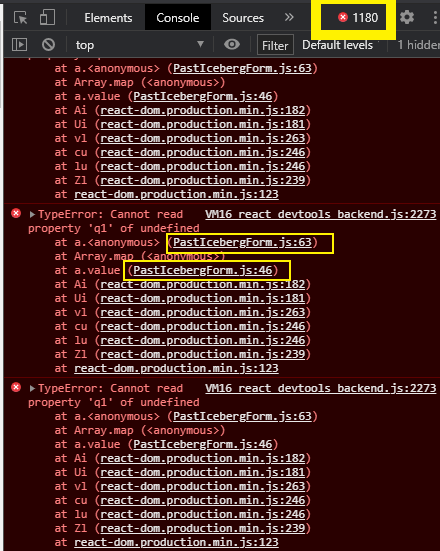 Elements Console Sources » 1180
top Filter Default levels 1 hidden
at a.<anonymous> (PastIcebergForm.js:63)
at Array.map (<anonymous>)
at a.value (PastIcebergForm.js:46)
at Ai (react-dom.production.min.js:182)
at Ui (react-dom.production.min.js:181)
at vl (react-dom.production.min.js:263)
at cu (react-dom.production.min.js:246)
at lu (react-dom.production.min.js:246)
at Zl (react-dom.production.min.js:239)
at react-dom.production.min.js:123
TypeError: Cannot read VM16 react_devtools_backend.js:2273
property 'q1' of undefined
at a.<anonymous> (PastIcebergForm.js:63)
at Array.map (<anonymous>)
at a.value (PastIcebergForm.js:46)
at Ai (react-dom.production.min.js:182)
at Ui (react-dom.production.min.js:181)
at vl (react-dom.production.min.js:263)
at cu (react-dom.production.min.js:246)
at lu (react-dom.production.min.js:246)
at Zl (react-dom.production.min.js:239)
at react-dom.production.min.js:123
TypeError: Cannot read VM16 react_devtools_backend.js:2273
property 'q1' of undefined
at a.<anonymous> (PastIcebergForm.js:63)
at Array.map (<anonymous>)
at a.value (PastIcebergForm.js:46)
at Ai (react-dom.production.min.js:182)
at Ui (react-dom.production.min.js:181)
at vl (react-dom.production.min.js:263)
at cu (react-dom.production.min.js:246)
at lu (react-dom.production.min.js:246)
at Zl (react-dom.production.min.js:239)
at react-dom.production.min.js:123